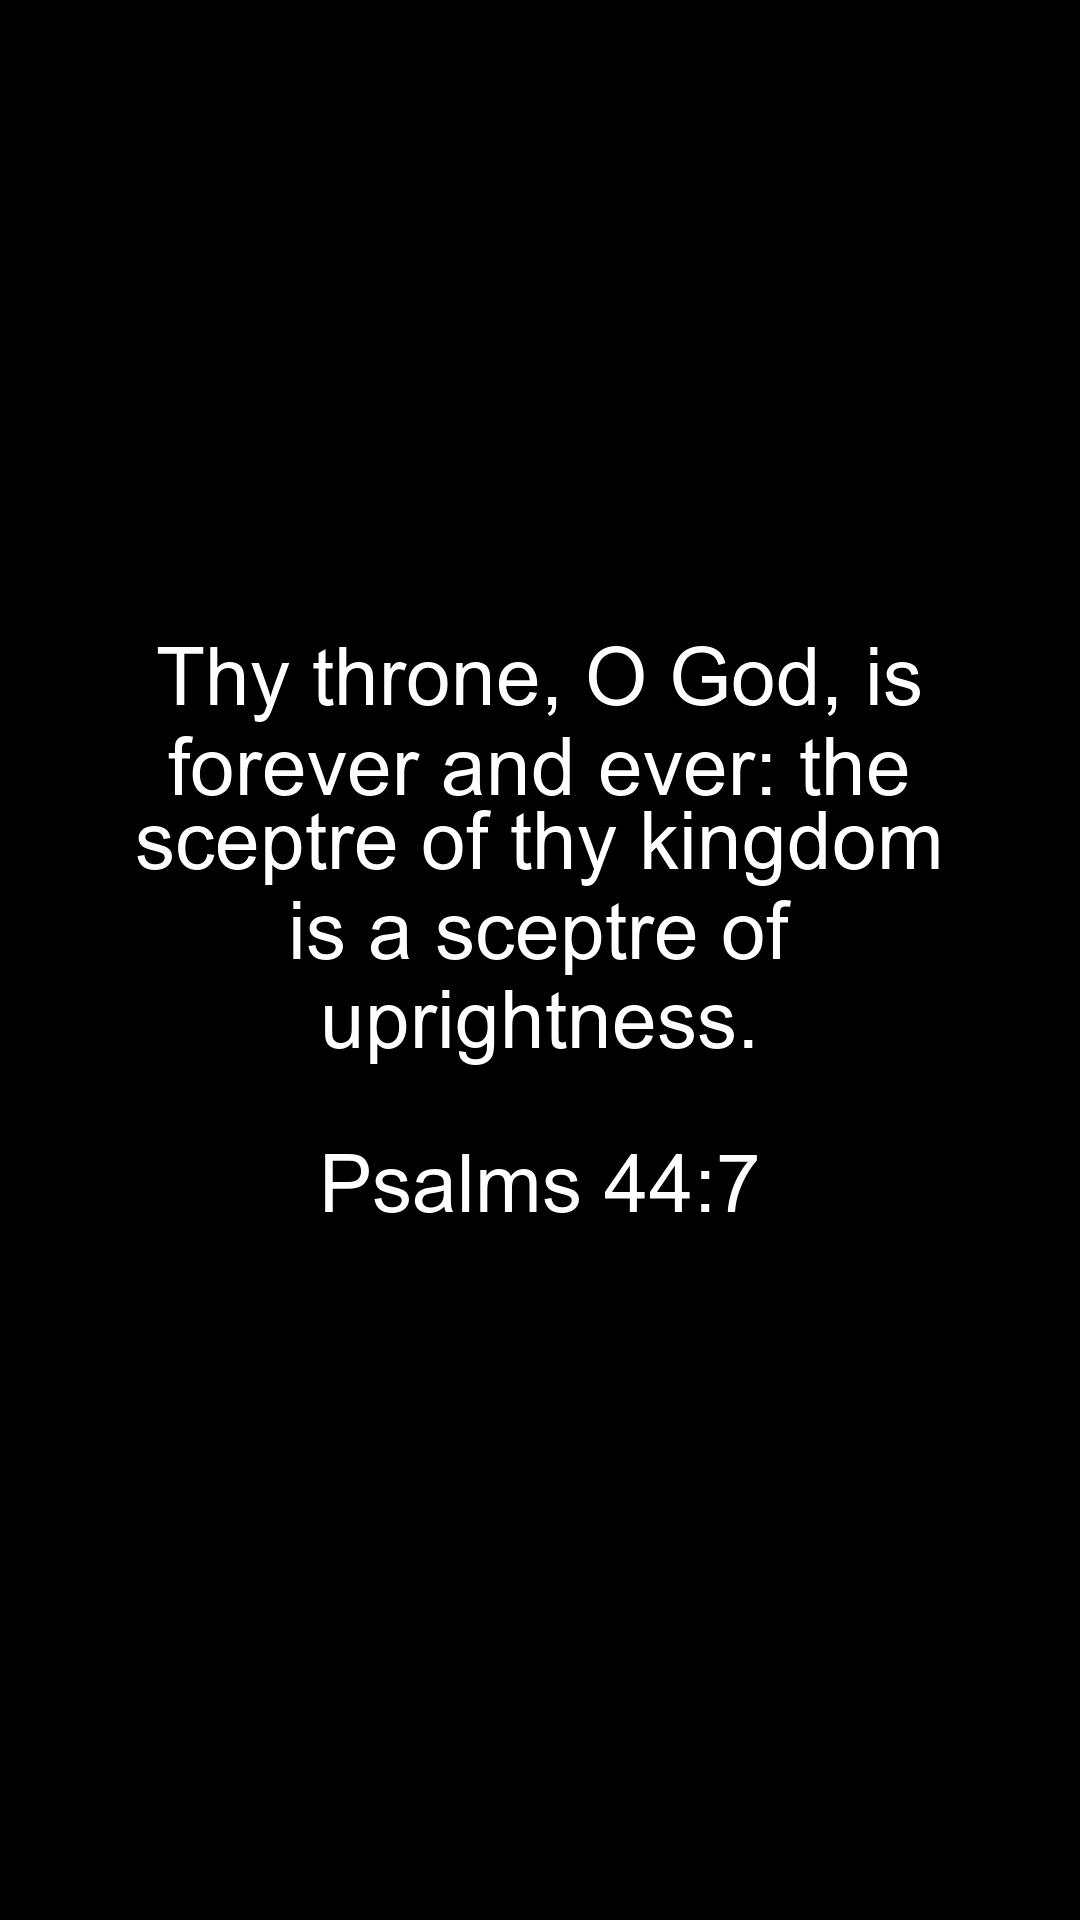 Thy throne, O God, is
forever and ever: the
sceptre of thy kingdom
is a sceptre of
uprightness.
Psalms 44:7